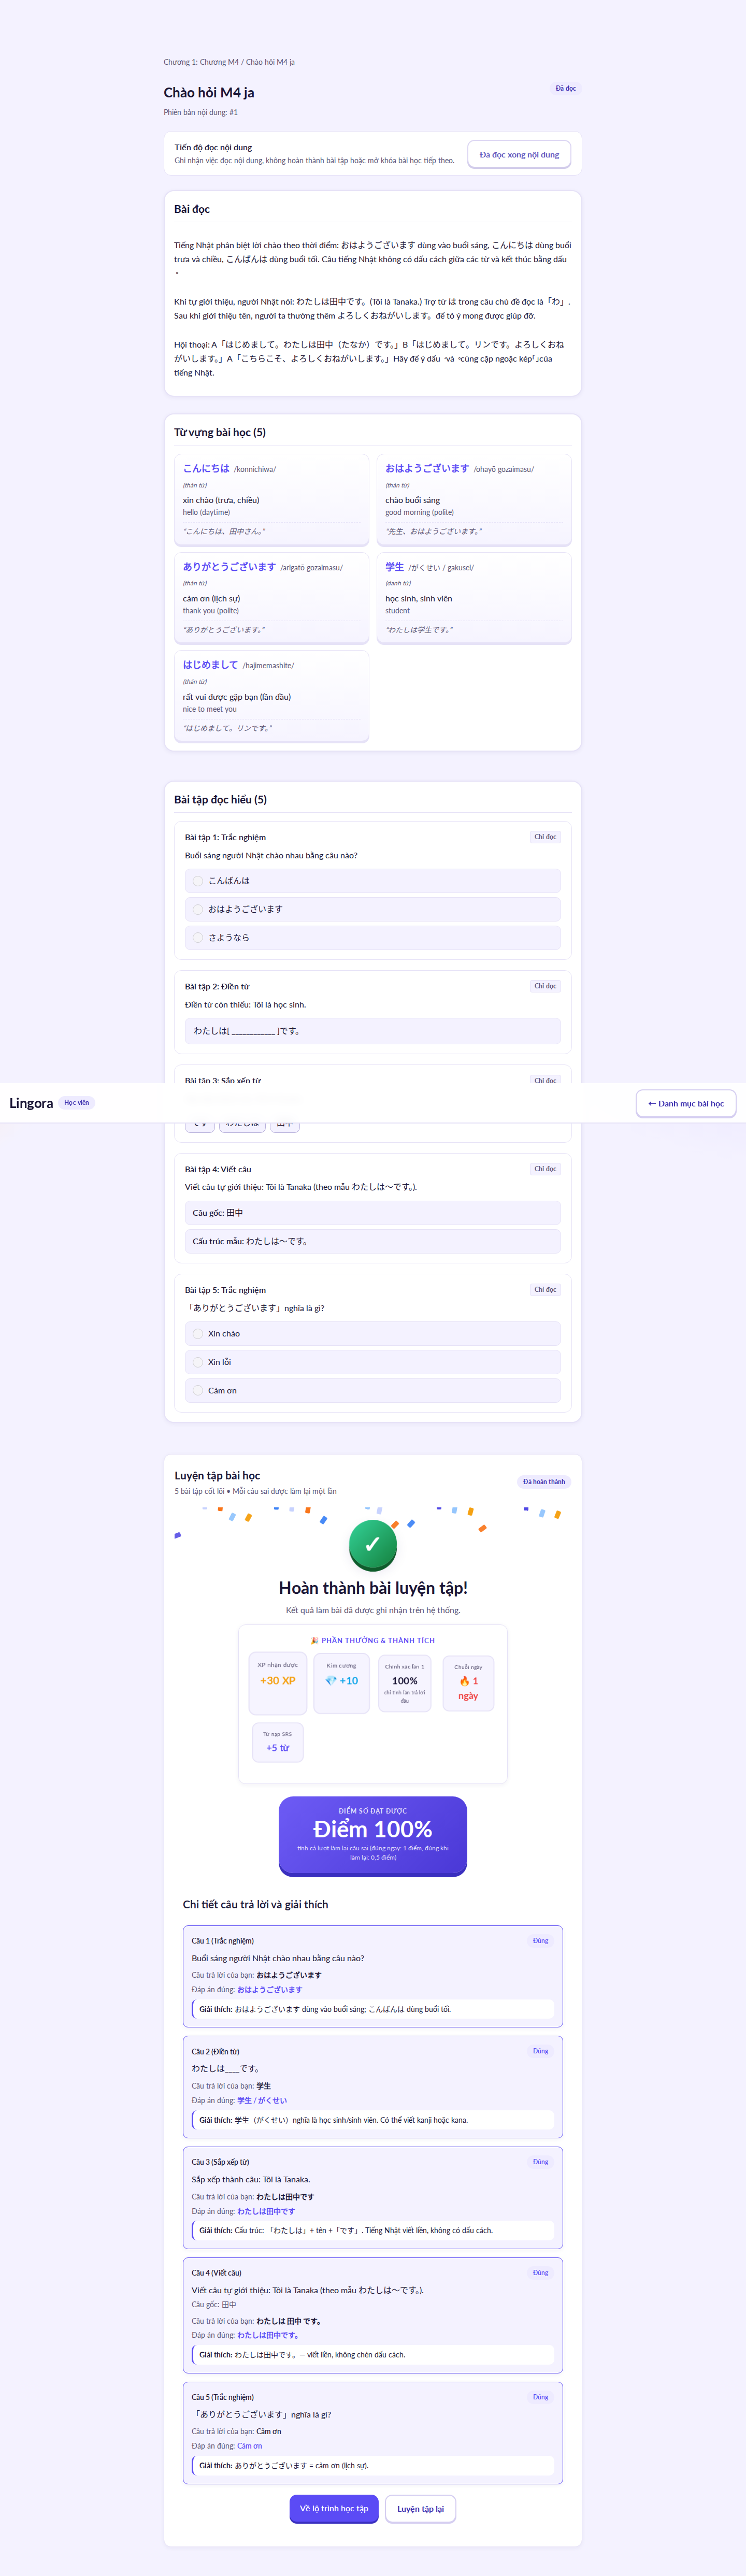 Chương 1: Chương M4 / Chào hỏi M4 ja
Chào hỏi M4 ja
Đã đọc
Phiên bản nội dung: #1
Tiến độ đọc nội dung
Ghi nhận việc đọc nội dung, không hoàn thành bài tập hoặc mở khóa bài học tiếp theo.
Đã đọc xong nội dung
Bài đọc
Tiếng Nhật phân biệt lời chào theo thời điểm: おはようございます dùng vào buổi sáng, こんにちは dùng buổi
trưa và chiều, こんばんは dùng buổi tối. Câu tiếng Nhật không có dấu cách giữa các từ và kết thúc bằng dấu
。
Khi tự giới thiệu, người Nhật nói: わたしは田中です。(Tôi là Tanaka.) Trợ từ は trong câu chủ đề đọc là「わ」.
Sau khi giới thiệu tên, người ta thường thêm よろしくおねがいします。để tỏ ý mong được giúp đỡ.
Hội thoại: A「はじめまして。わたしは田中（たなか）です。」B「はじめまして。リンです。よろしくおね
がいします。」A「こちらこそ、よろしくおねがいします。」Hãy để ý dấu 。và 、cùng cặp ngoặc kép「」của
tiếng Nhật.
Từ vựng bài học (5)
こんにちは /konnichiwa/
(thán từ)
xin chào (trưa, chiều)
hello (daytime)
"こんにちは、田中さん。"
おはようございます /ohayō gozaimasu/
(thán từ)
chào buổi sáng
good morning (polite)
"先生、おはようございます。"
ありがとうございます /arigatō gozaimasu/
(thán từ)
cảm ơn (lịch sự)
thank you (polite)
"ありがとうございます。"
学生 /がくせい / gakusei/
(danh từ)
học sinh, sinh viên
student
"わたしは学生です。"
はじめまして /hajimemashite/
(thán từ)
rất vui được gặp bạn (lần đầu)
nice to meet you
"はじめまして。リンです。"
Bài tập đọc hiểu (5)
Bài tập 1: Trắc nghiệm
Chỉ đọc
Buổi sáng người Nhật chào nhau bằng câu nào?
こんばんは
おはようございます
さようなら
Bài tập 2: Điền từ
Chỉ đọc
Điền từ còn thiếu: Tôi là học sinh.
わたしは[ ____________ ]です。
Bài tập 3: Sắp xếp từ
Chỉ đọc
Lingora
Học viên
← Danh mục bài học
です
わたしは
田中
Bài tập 4: Viết câu
Chỉ đọc
Viết câu tự giới thiệu: Tôi là Tanaka (theo mẫu わたしは〜です。).
Câu gốc: 田中
Cấu trúc mẫu: わたしは〜です。
Bài tập 5: Trắc nghiệm
Chỉ đọc
「ありがとうございます」nghĩa là gì?
Xin chào
Xin lỗi
Cảm ơn
Luyện tập bài học
5 bài tập cốt lõi • Mỗi câu sai được làm lại một lần
Đã hoàn thành
✓
Hoàn thành bài luyện tập!
Kết quả làm bài đã được ghi nhận trên hệ thống.
🎉 PHẦN THƯỞNG & THÀNH TÍCH
XP nhận được
+30 XP
Kim cương
💎 +10
Chính xác lần 1
100%
chỉ tính lần trả lời
đầu
Chuỗi ngày
🔥 1
ngày
Từ nạp SRS
+5 từ
ĐIỂM SỐ ĐẠT ĐƯỢC
Điểm 100%
tính cả lượt làm lại câu sai (đúng ngay: 1 điểm, đúng khi
làm lại: 0,5 điểm)
Chi tiết câu trả lời và giải thích
Câu 1 (Trắc nghiệm)
Đúng
Buổi sáng người Nhật chào nhau bằng câu nào?
Câu trả lời của bạn: おはようございます
Đáp án đúng: おはようございます
Giải thích: おはようございます dùng vào buổi sáng; こんばんは dùng buổi tối.
Câu 2 (Điền từ)
Đúng
わたしは____です。
Câu trả lời của bạn: 学生
Đáp án đúng: 学生 / がくせい
Giải thích: 学生（がくせい）nghĩa là học sinh/sinh viên. Có thể viết kanji hoặc kana.
Câu 3 (Sắp xếp từ)
Đúng
Sắp xếp thành câu: Tôi là Tanaka.
Câu trả lời của bạn: わたしは田中です
Đáp án đúng: わたしは田中です
Giải thích: Cấu trúc: 「わたしは」+ tên +「です」. Tiếng Nhật viết liền, không có dấu cách.
Câu 4 (Viết câu)
Đúng
Viết câu tự giới thiệu: Tôi là Tanaka (theo mẫu わたしは〜です。).
Câu gốc: 田中
Câu trả lời của bạn: わたしは 田中 です。
Đáp án đúng: わたしは田中です。
Giải thích: わたしは田中です。— viết liền, không chèn dấu cách.
Câu 5 (Trắc nghiệm)
Đúng
「ありがとうございます」nghĩa là gì?
Câu trả lời của bạn: Cảm ơn
Đáp án đúng: Cảm ơn
Giải thích: ありがとうございます = cảm ơn (lịch sự).
Về lộ trình học tập
Luyện tập lại